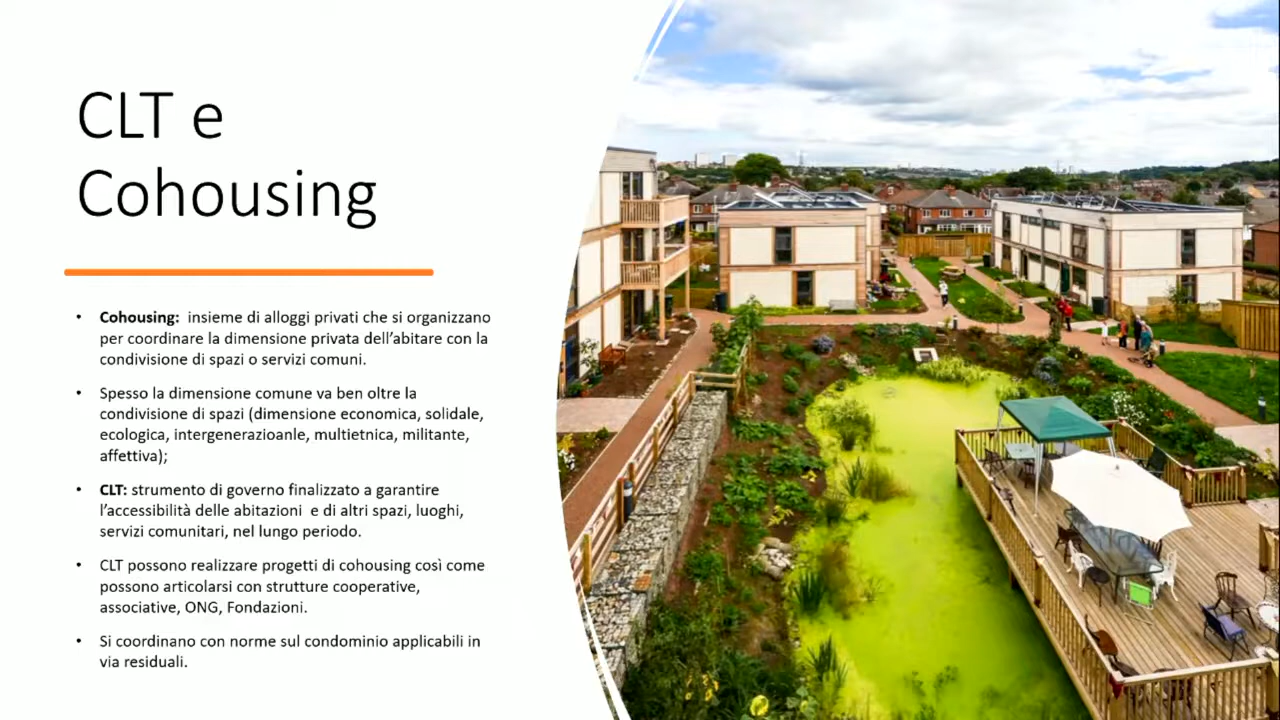 CLT e
Cohousing
• Cohousing: insieme di alloggi privati che si organizzano
per coordinare la dimensione privata dell’abitare con la
condivisione di spazi o servizi comuni.
• Spesso la dimensione comune va ben oltre la
condivisione di spazi (dimensione economica, solidale,
ecologica, intergenerazioanle, multietnica, militante,
affettiva);
• CLT: strumento di governo finalizzato a garantire
l’accessibilità delle abitazioni e di altri spazi, luoghi,
servizi comunitari, nel lungo periodo.
• CLT possono realizzare progetti di cohousing così come
possono articolarsi con strutture cooperative,
associative, ONG, Fondazioni.
• Si coordinano con norme sul condominio applicabili in
via residuali.